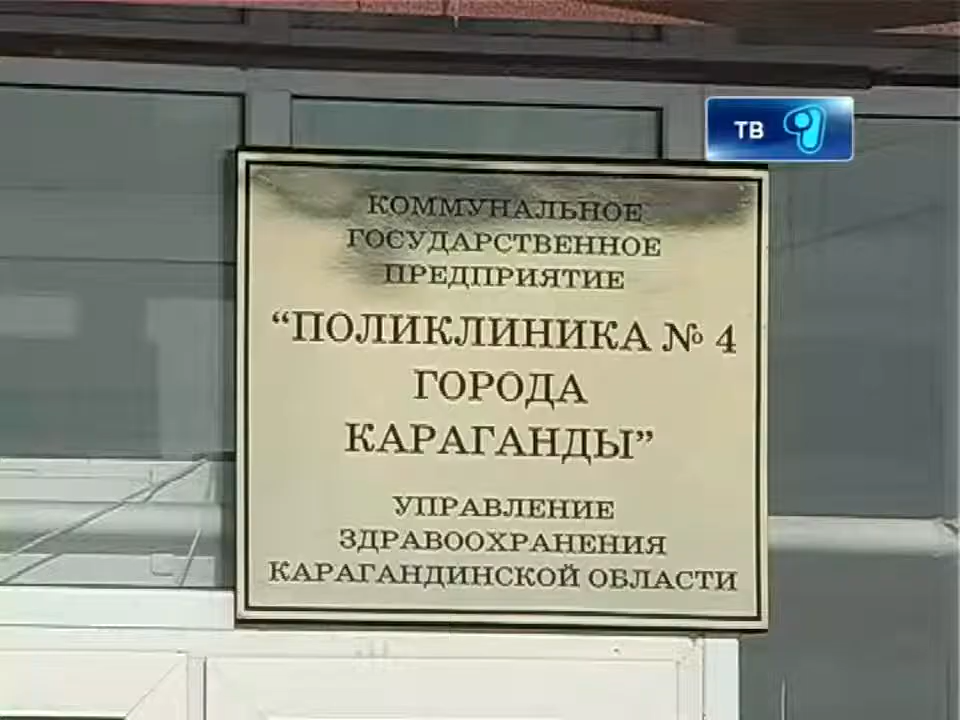 ТВ
КОММУНАЛЬНОЕ
ГОСУДАРСТВЕННОЕ
ПРЕДПРИЯТИЕ
“ПОЛИКЛИНИКА № 4
ГОРОДА
КАРАГАНДЫ”
УПРАВЛЕНИЕ
ЗДРАВООХРАНЕНИЯ
КАРАГАНДИНСКОЙ ОБЛАСТИ